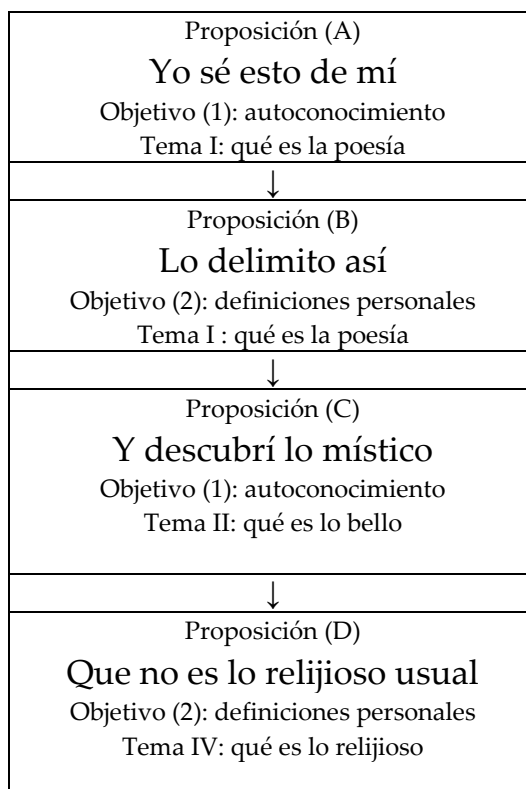 Proposición (A)
Yo sé esto de mí
Objetivo (1): autoconocimiento
Tema I: qué es la poesía
↓
Proposición (B)
Lo delimito así
Objetivo (2): definiciones personales
Tema I : qué es la poesía
↓
Proposición (C)
Y descubrí lo místico
Objetivo (1): autoconocimiento
Tema II: qué es lo bello
↓
Proposición (D)
Que no es lo relijioso usual
Objetivo (2): definiciones personales
Tema IV: qué es lo relijioso